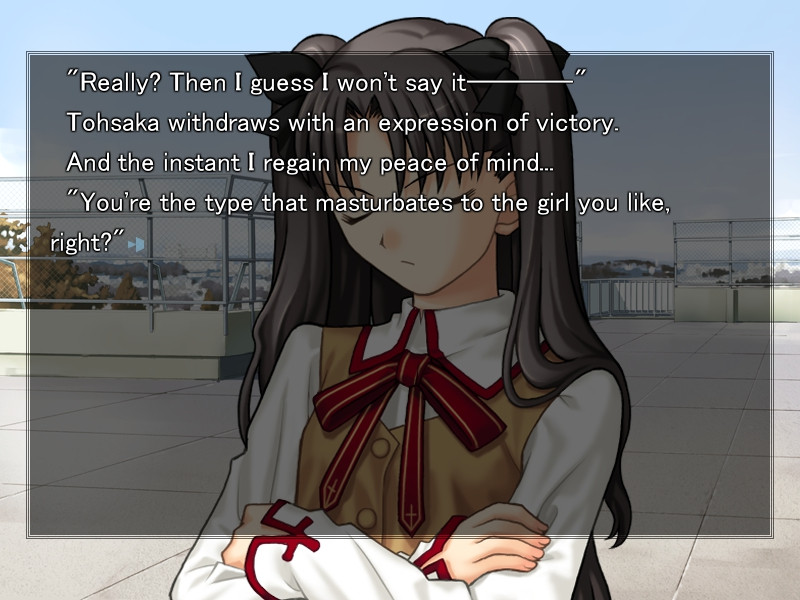 "Really? Then I guess I won't say it————"
Tohsaka withdraws with an expression of victory.
And the instant I regain my peace of mind...
"You're the type that masturbates to the girl you like,
right?"